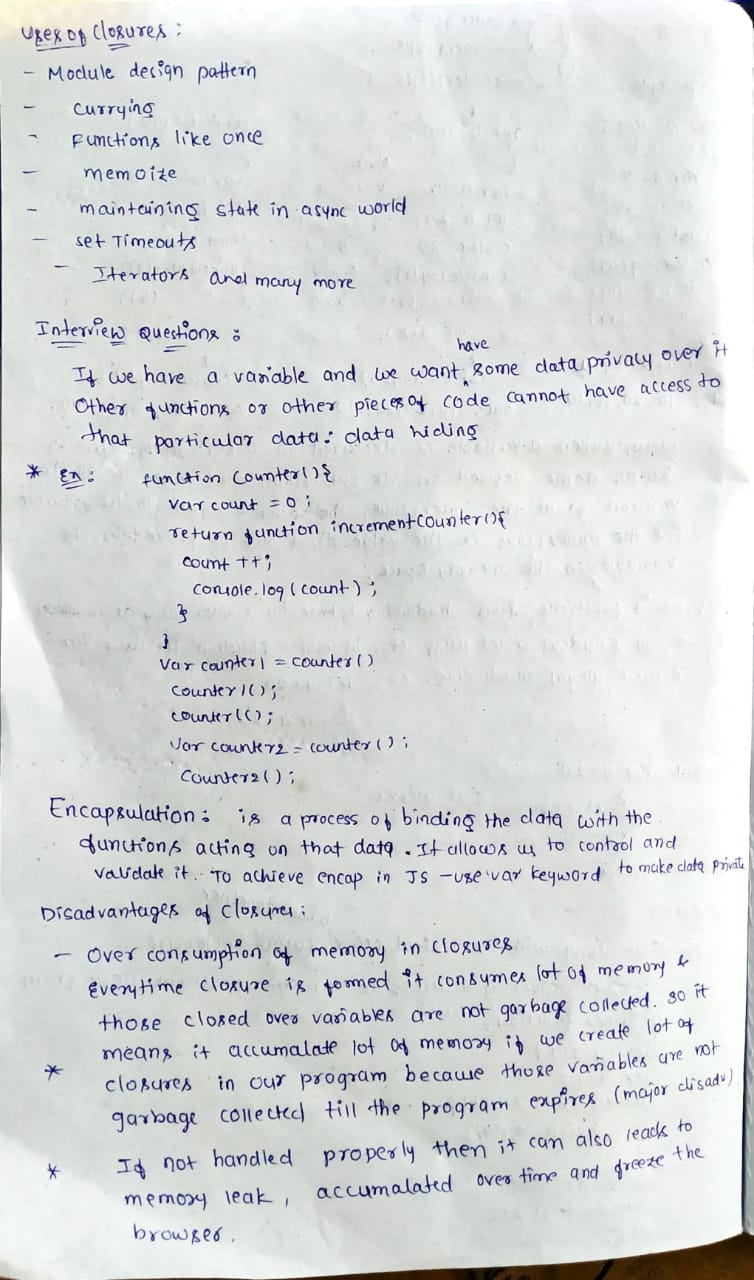 Uses of Closures :
- Module design pattern
- currying
- Functions like once
- memoize
- maintaining state in async world
- set Timeouts
- Iterators and many more
Interview Questions :
If we have a variable and we want have some data privacy over it
Other functions or other pieces of code cannot have access to
that particular data : data hiding
* Ex : function Counter(){
var count = 0 ;
return function incrementCounter(){
count ++;
console.log (count) ;
}
}
Var counter1 = counter()
Counter1();
counter1();
Var counter2 = counter() ;
Counter2();
Encapsulation : is a process of binding the data with the
functions acting on that data. It allows us to control and
validate it. To achieve encap in JS - use 'var keyword to make data private
Disadvantages of closures :
- Over consumption of memory in closures
Everytime closure is formed it consumes lot of memory &
those closed over variables are not garbage collected. so it
means it accumalate lot of memory if we create lot of
* closures in our program because those variables are not
garbage collected till the program expires (major disadv)
* If not handled properly then it can also leads to
memory leak, accumalated over time and freeze the
browser.